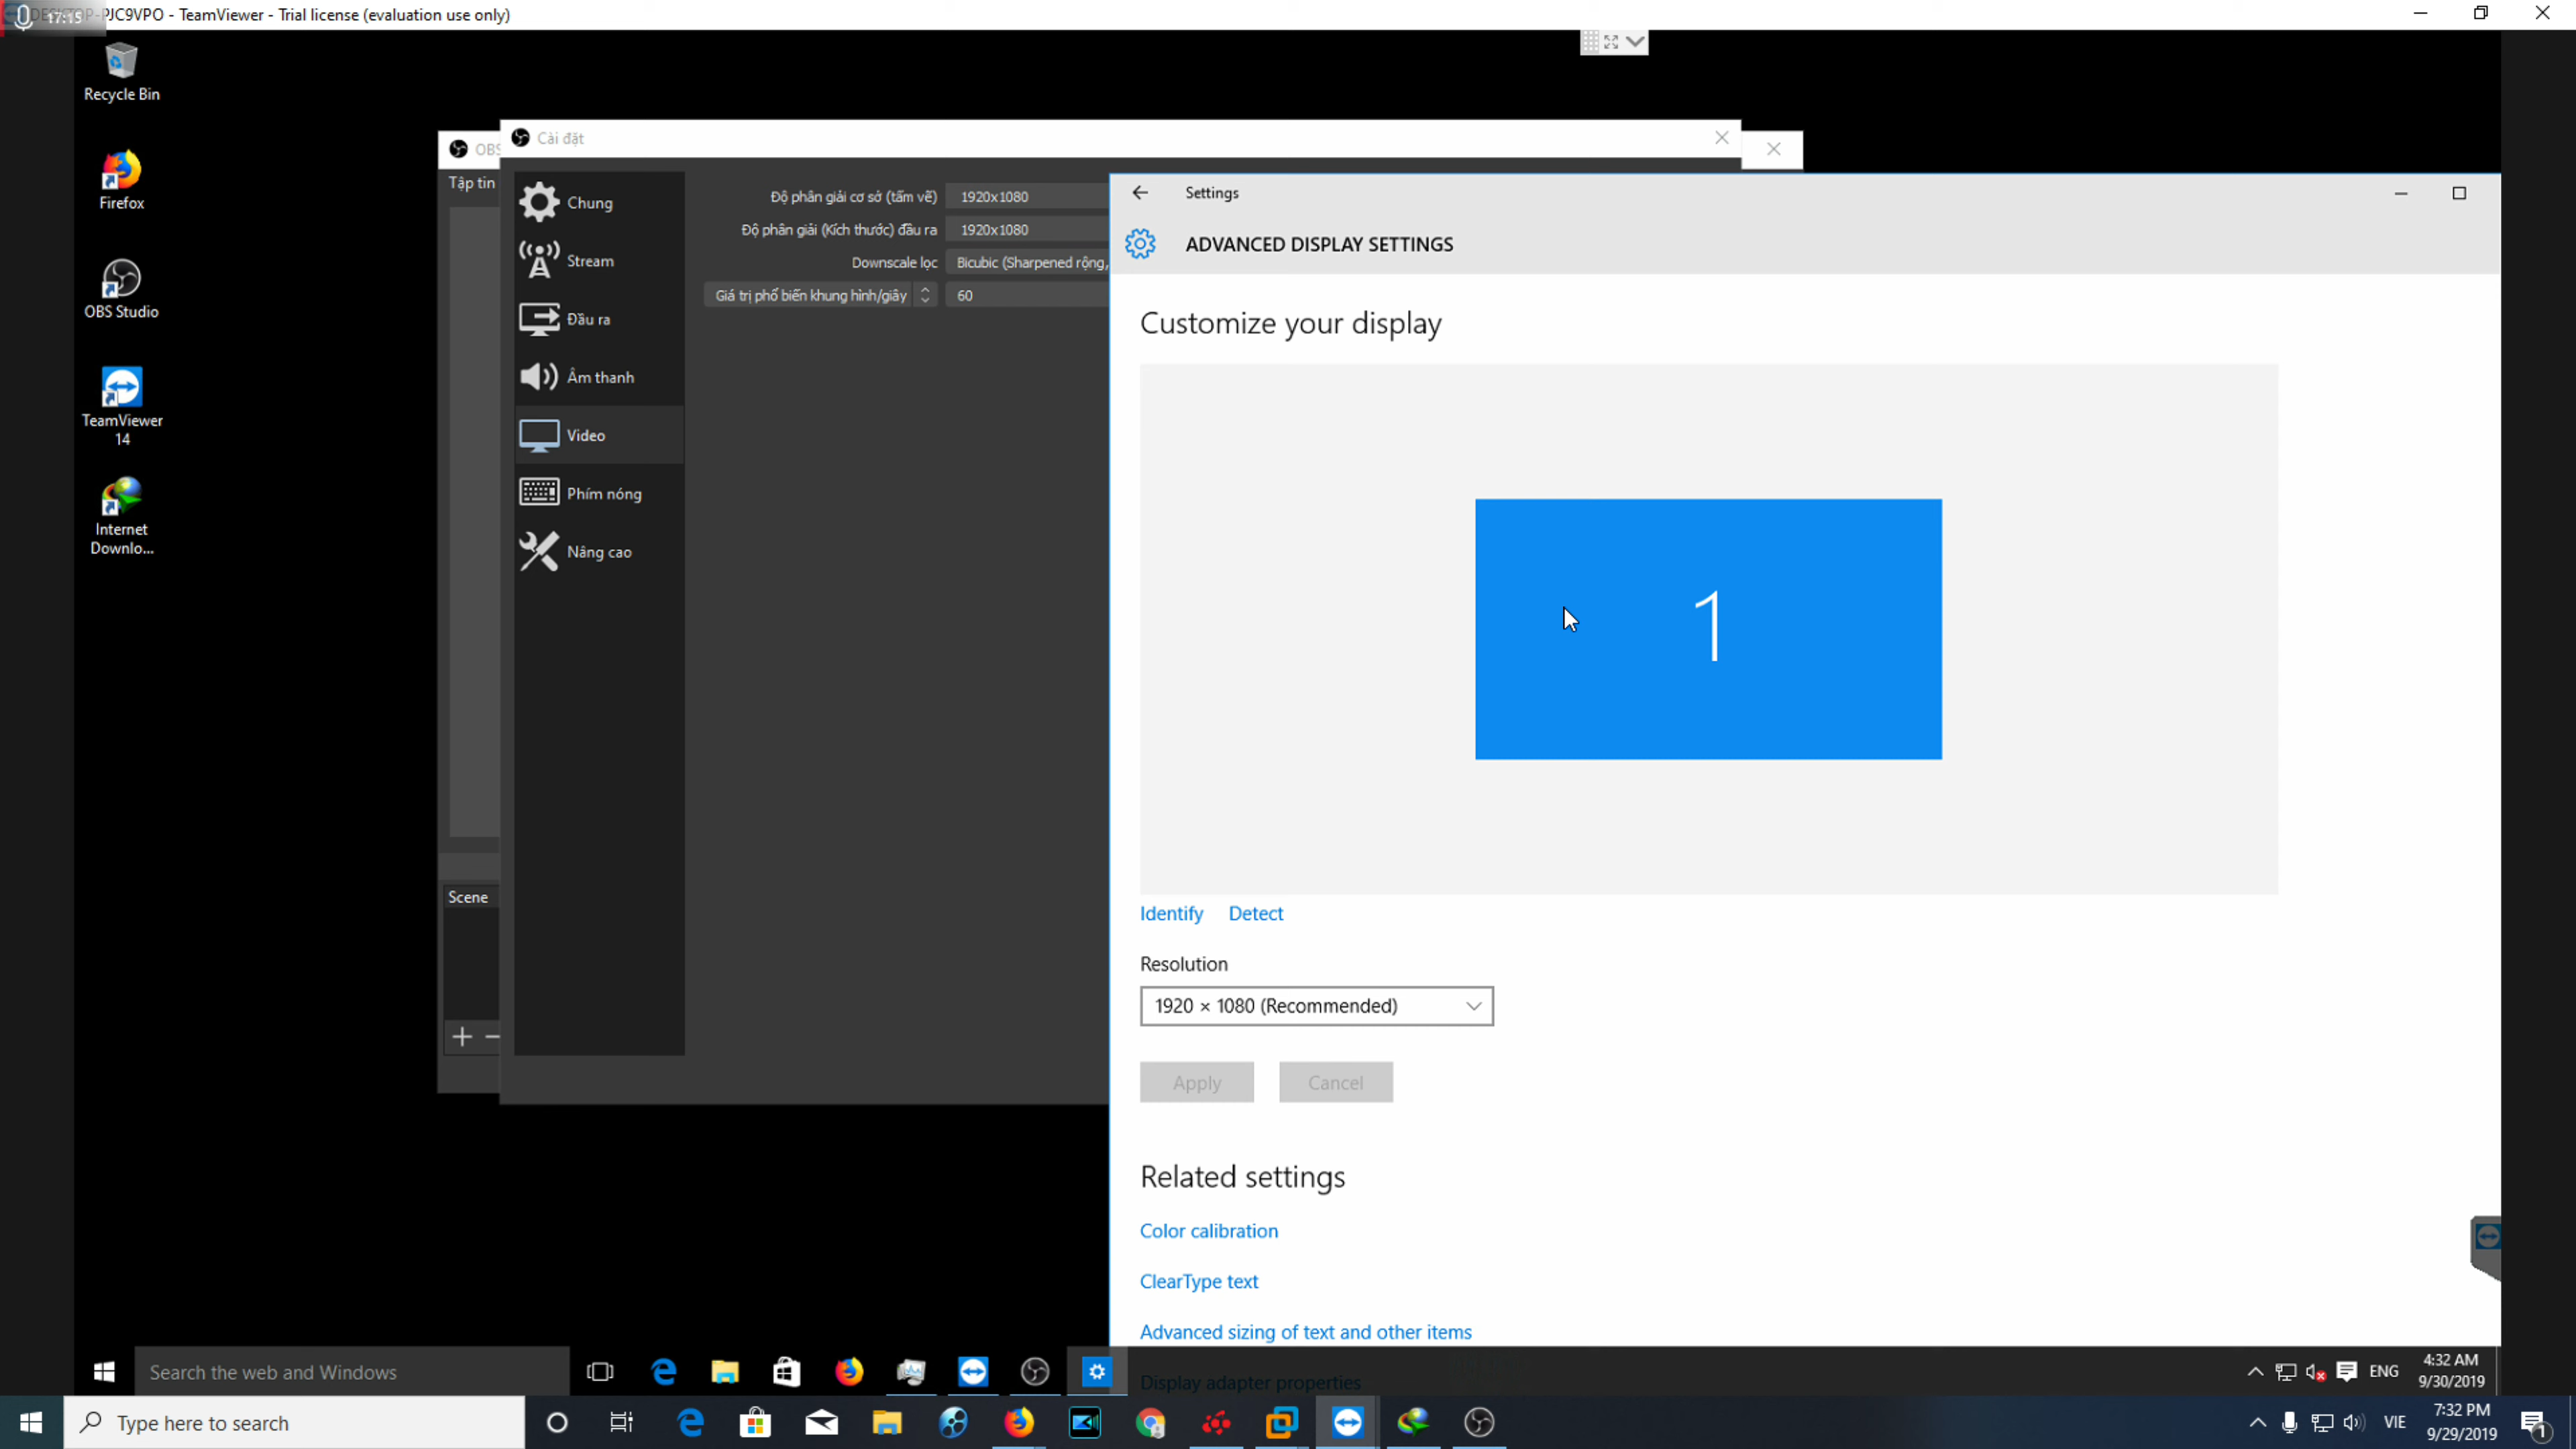 DESKTOP-PJC9VPO - TeamViewer - Trial license (evaluation use only)
17:15
Recycle Bin
Firefox
OBS Studio
TeamViewer
14
Internet
Downlo...
OBS
Tập tin
Scene
Cài đặt
Chung
Stream
Đầu ra
Âm thanh
Video
Phím nóng
Nâng cao
Độ phân giải cơ sở (tấm vẽ) 1920x1080
Độ phân giải (Kích thước) đầu ra 1920x1080
Downscale lọc Bicubic (Sharpened rộng,
Giá trị phổ biến khung hình/giây 60
Settings
ADVANCED DISPLAY SETTINGS
Customize your display
1
Identify Detect
Resolution
1920 × 1080 (Recommended)
Apply Cancel
Related settings
Color calibration
ClearType text
Advanced sizing of text and other items
Display adapter properties
Search the web and Windows
ENG
4:32 AM
9/30/2019
Type here to search
VIE
7:32 PM
9/29/2019
1